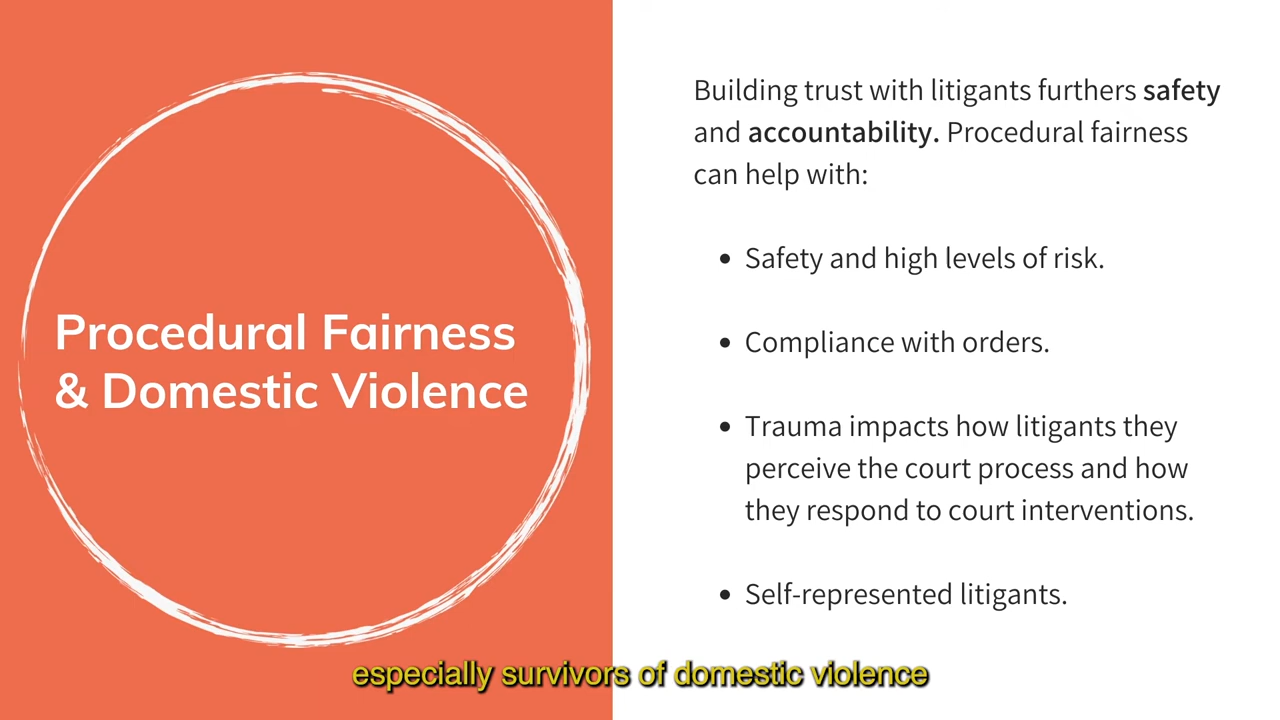 Procedural Fairness
& Domestic Violence
Building trust with litigants furthers safety
and accountability. Procedural fairness
can help with:
• Safety and high levels of risk.
• Compliance with orders.
• Trauma impacts how litigants they
perceive the court process and how
they respond to court interventions.
• Self-represented litigants.
especially survivors of domestic violence